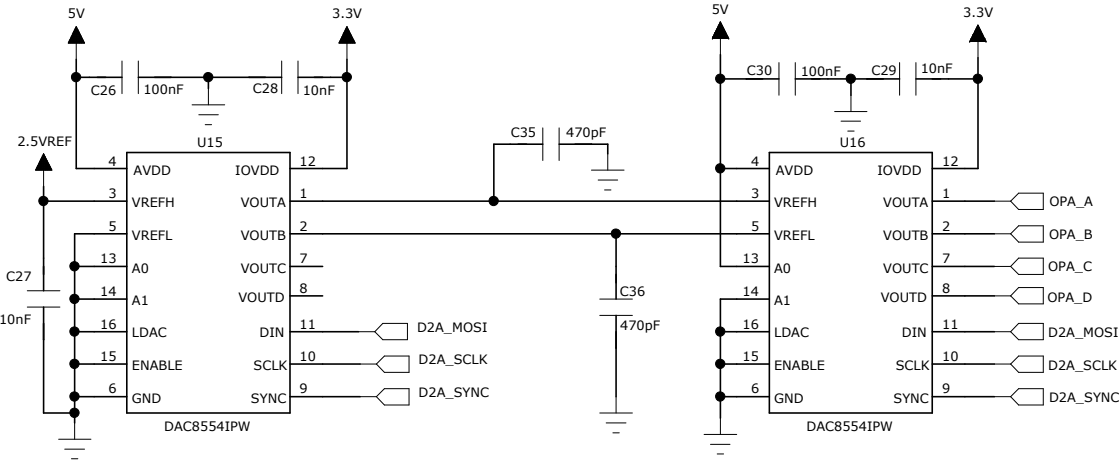 5V
3.3V
C26
100nF
C28
10nF
2.5VREF
U15
4
AVDD
IOVDD
12
3
VREFH
VOUTA
1
5
VREFL
VOUTB
2
13
A0
VOUTC
7
14
A1
VOUTD
8
16
LDAC
DIN
11
D2A_MOSI
15
ENABLE
SCLK
10
D2A_SCLK
6
GND
SYNC
9
D2A_SYNC
DAC8554IPW
C27
10nF
C35
470pF
C36
470pF
5V
3.3V
C30
100nF
C29
10nF
U16
4
AVDD
IOVDD
12
3
VREFH
VOUTA
1
OPA_A
5
VREFL
VOUTB
2
OPA_B
13
A0
VOUTC
7
OPA_C
14
A1
VOUTD
8
OPA_D
16
LDAC
DIN
11
D2A_MOSI
15
ENABLE
SCLK
10
D2A_SCLK
6
GND
SYNC
9
D2A_SYNC
DAC8554IPW